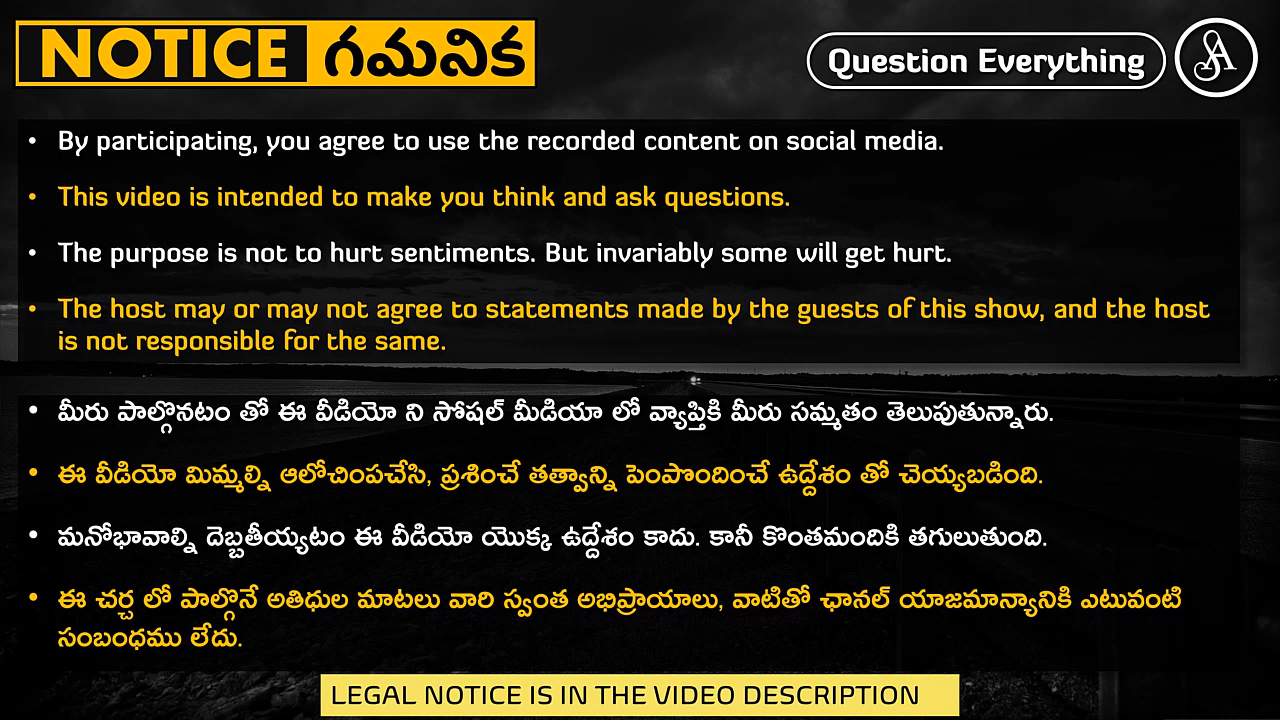 NOTICE గమనిక
Question Everything
• By participating, you agree to use the recorded content on social media.
• This video is intended to make you think and ask questions.
• The purpose is not to hurt sentiments. But invariably some will get hurt.
• The host may or may not agree to statements made by the guests of this show, and the host
is not responsible for the same.
• మీరు పాల్గొనటం తో ఈ వీడియో ని సోషల్ మీడియా లో వ్యాప్తికి మీరు సమ్మతం తెలుపుతున్నారు.
• ఈ వీడియో మిమ్మల్ని ఆలోచింపచేసి, ప్రశించే తత్వాన్ని పెంపొందించే ఉద్దేశం తో చెయ్యబడింది.
• మనోభావాల్ని దెబ్బతీయ్యటం ఈ వీడియో యొక్క ఉద్దేశం కాదు. కానీ కొంతమందికి తగులుతుంది.
• ఈ చర్చ లో పాల్గొనే అతిధుల మాటలు వారి స్వంత అభిప్రాయాలు, వాటితో ఛానల్ యాజమాన్యానికి ఎటువంటి
సంబంధము లేదు.
LEGAL NOTICE IS IN THE VIDEO DESCRIPTION